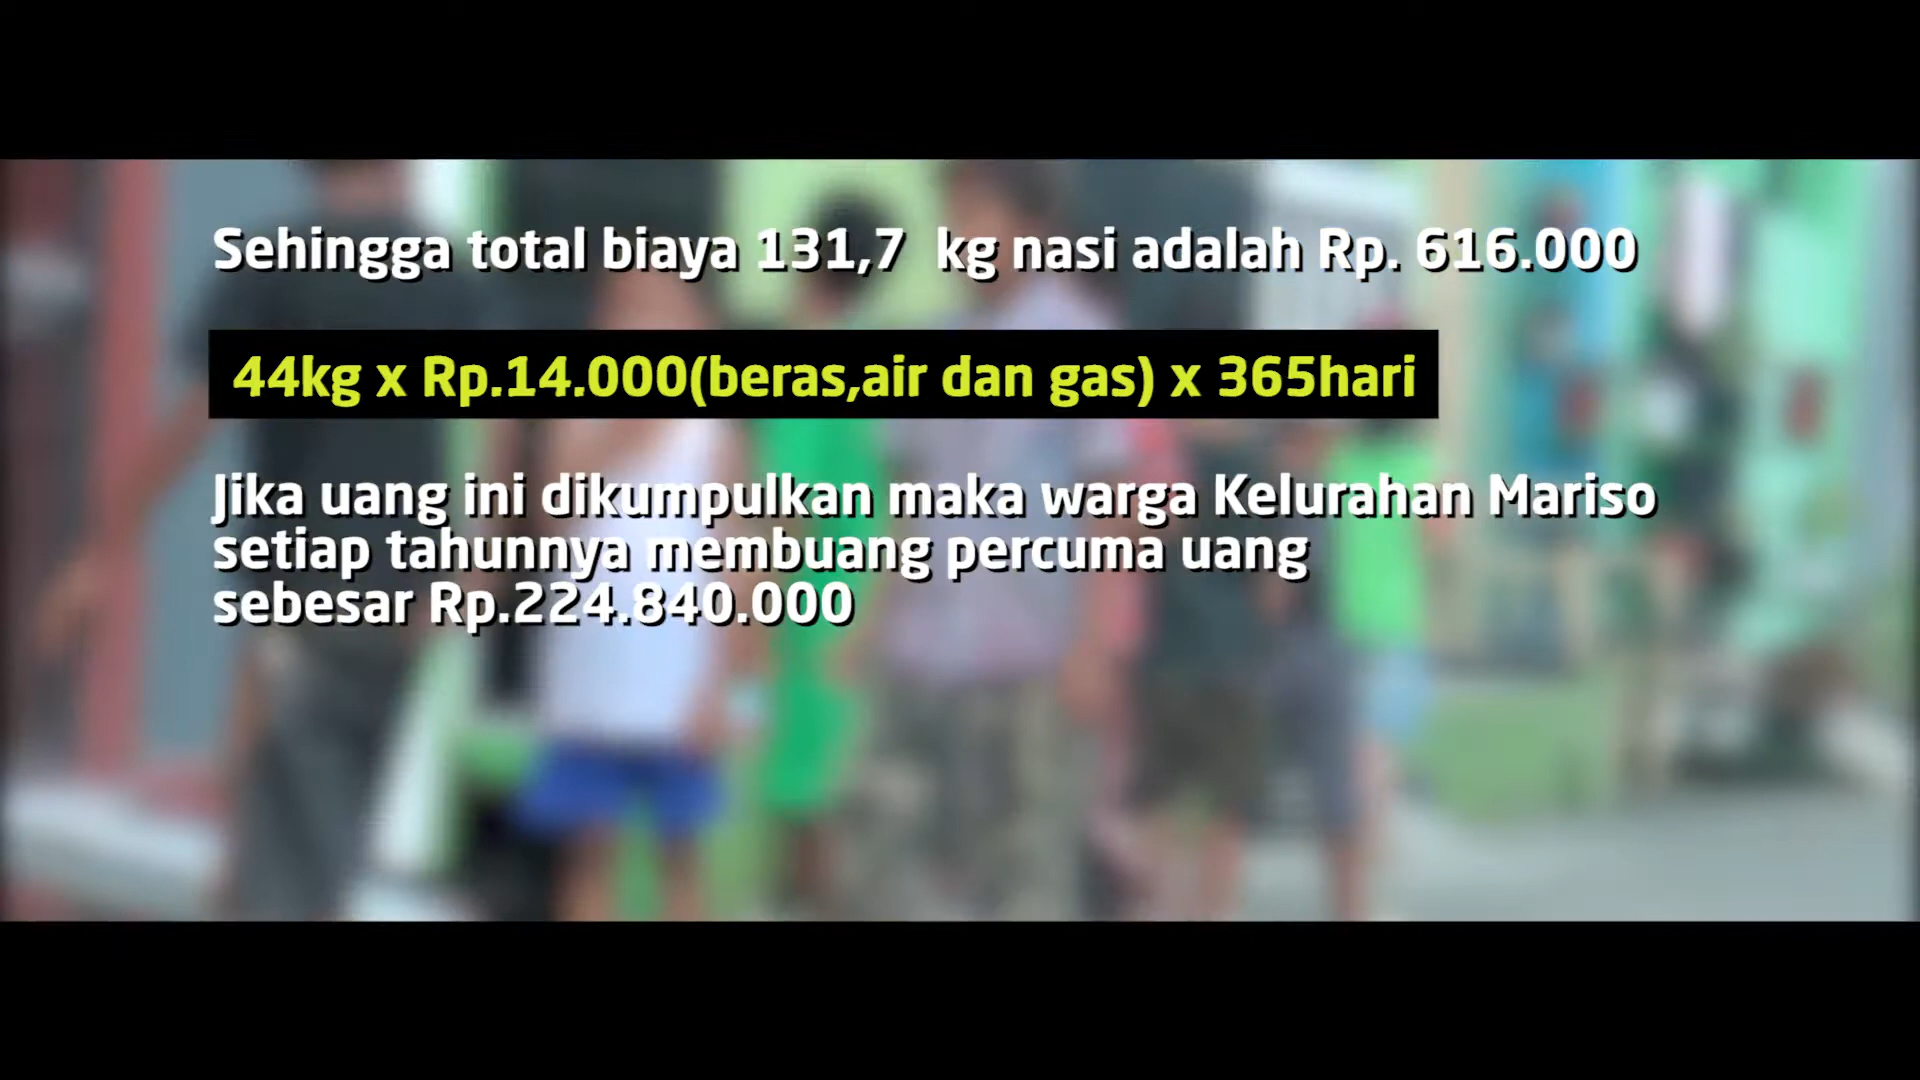 Sehingga total biaya 131,7 kg nasi adalah Rp. 616.000
44kg x Rp.14.000(beras,air dan gas) x 365hari
Jika uang ini dikumpulkan maka warga Kelurahan Mariso
setiap tahunnya membuang percuma uang
sebesar Rp.224.840.000